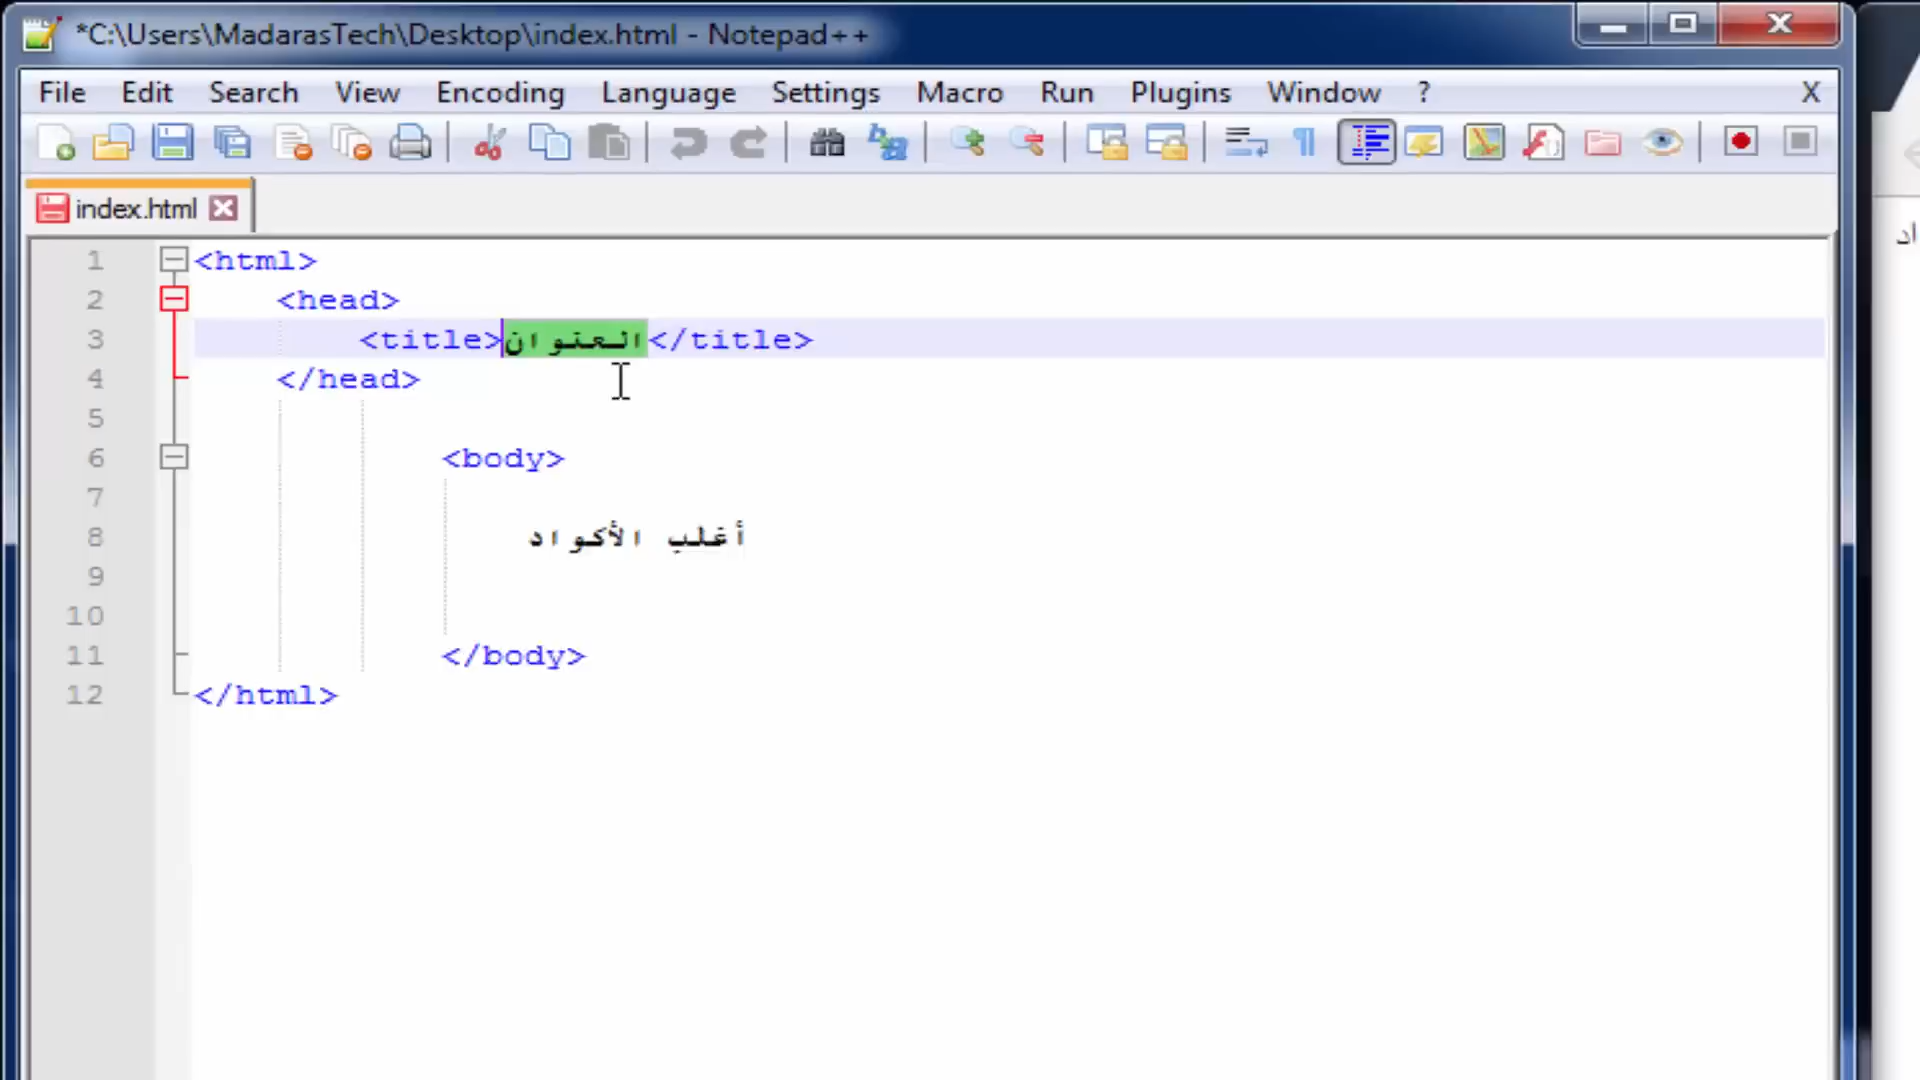 *C:\Users\MadarasTech\Desktop\index.html - Notepad++
File Edit Search View Encoding Language Settings Macro Run Plugins Window ? X
index.html
1 <html>
2 <head>
3 <title>العنوان</title>
4 </head>
5
6 <body>
7
8 أغلب الأكواد
9
10
11 </body>
12 </html>